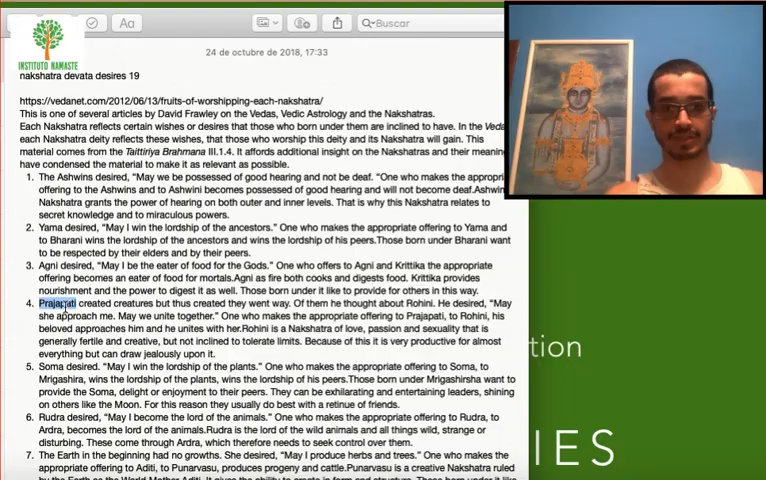 Aa
Buscar
24 de octubre de 2018, 17:33
INSTITUTO NAMASTE
nakshatra devata desires 19
https://vedanet.com/2012/06/13/fruits-of-worshipping-each-nakshatra/
This is one of several articles by David Frawley on the Vedas, Vedic Astrology and the Nakshatras.
Each Nakshatra reflects certain wishes or desires that those who born under them are inclined to have. In the Veda
each Nakshatra deity reflects these wishes, that those who worship this deity and its Nakshatra will gain. This
material comes from the Taittiriya Brahmana III.1.4. It affords additional insight on the Nakshatras and their meanin
have condensed the material to make it as relevant as possible.
1. The Ashwins desired, “May we be possessed of good hearing and not be deaf. “One who makes the appropri
offering to the Ashwins and to Ashwini becomes possessed of good hearing and will not become deaf.Ashwin
Nakshatra grants the power of hearing on both outer and inner levels. That is why this Nakshatra relates to
secret knowledge and to miraculous powers.
2. Yama desired, “May I win the lordship of the ancestors.” One who makes the appropriate offering to Yama and
to Bharani wins the lordship of the ancestors and wins the lordship of his peers.Those born under Bharani want
to be respected by their elders and by their peers.
3. Agni desired, “May I be the eater of food for the Gods.” One who offers to Agni and Krittika the appropriate
offering becomes an eater of food for mortals.Agni as fire both cooks and digests food. Krittika provides
nourishment and the power to digest it as well. Those born under it like to provide for others in this way.
4. Prajapati created creatures but thus created they went way. Of them he thought about Rohini. He desired, “May
she approach me. May we unite together.” One who makes the appropriate offering to Prajapati, to Rohini, his
beloved approaches him and he unites with her.Rohini is a Nakshatra of love, passion and sexuality that is
generally fertile and creative, but not inclined to tolerate limits. Because of this it is very productive for almost
everything but can draw jealously upon it.
5. Soma desired. “May I win the lordship of the plants.” One who makes the appropriate offering to Soma, to
Mrigashira, wins the lordship of the plants, wins the lordship of his peers.Those born under Mrigashirsha want to
provide the Soma, delight or enjoyment to their peers. They can be exhilarating and entertaining leaders, shining
on others like the Moon. For this reason they usually do best with a retinue of friends.
6. Rudra desired, “May I become the lord of the animals.” One who makes the appropriate offering to Rudra, to
Ardra, becomes the lord of the animals.Rudra is the lord of the wild animals and all things wild, strange or
disturbing. These come through Ardra, which therefore needs to seek control over them.
7. The Earth in the beginning had no growths. She desired, “May I produce herbs and trees.” One who makes the
appropriate offering to Aditi, to Punarvasu, produces progeny and cattle.Punarvasu is a creative Nakshatra ruled
tion
IES